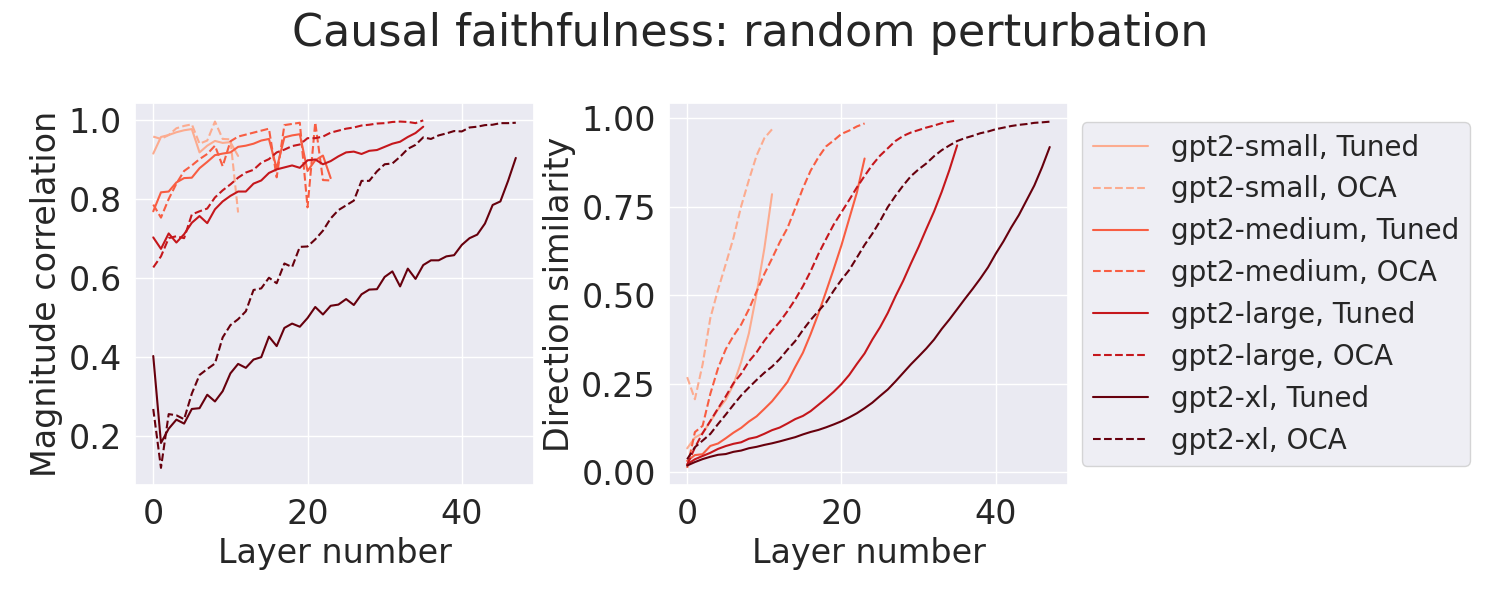 Causal faithfulness: random perturbation
Magnitude correlation
1.0
0.8
0.6
0.4
0.2
0
20
40
Layer number
Direction similarity
1.00
0.75
0.50
0.25
0.00
0
20
40
Layer number
gpt2-small, Tuned
gpt2-small, OCA
gpt2-medium, Tuned
gpt2-medium, OCA
gpt2-large, Tuned
gpt2-large, OCA
gpt2-xl, Tuned
gpt2-xl, OCA